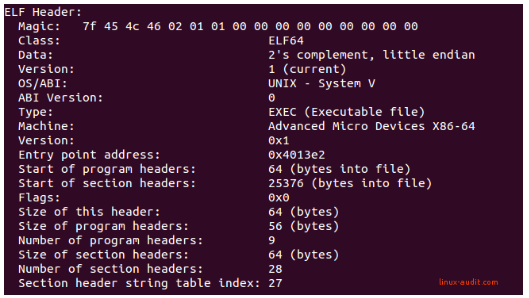 ELF Header:
Magic: 7f 45 4c 46 02 01 01 00 00 00 00 00 00 00 00 00
Class: ELF64
Data: 2's complement, little endian
Version: 1 (current)
OS/ABI: UNIX - System V
ABI Version: 0
Type: EXEC (Executable file)
Machine: Advanced Micro Devices X86-64
Version: 0x1
Entry point address: 0x4013e2
Start of program headers: 64 (bytes into file)
Start of section headers: 25376 (bytes into file)
Flags: 0x0
Size of this header: 64 (bytes)
Size of program headers: 56 (bytes)
Number of program headers: 9
Size of section headers: 64 (bytes)
Number of section headers: 28
Section header string table index: 27
linux-audit.com